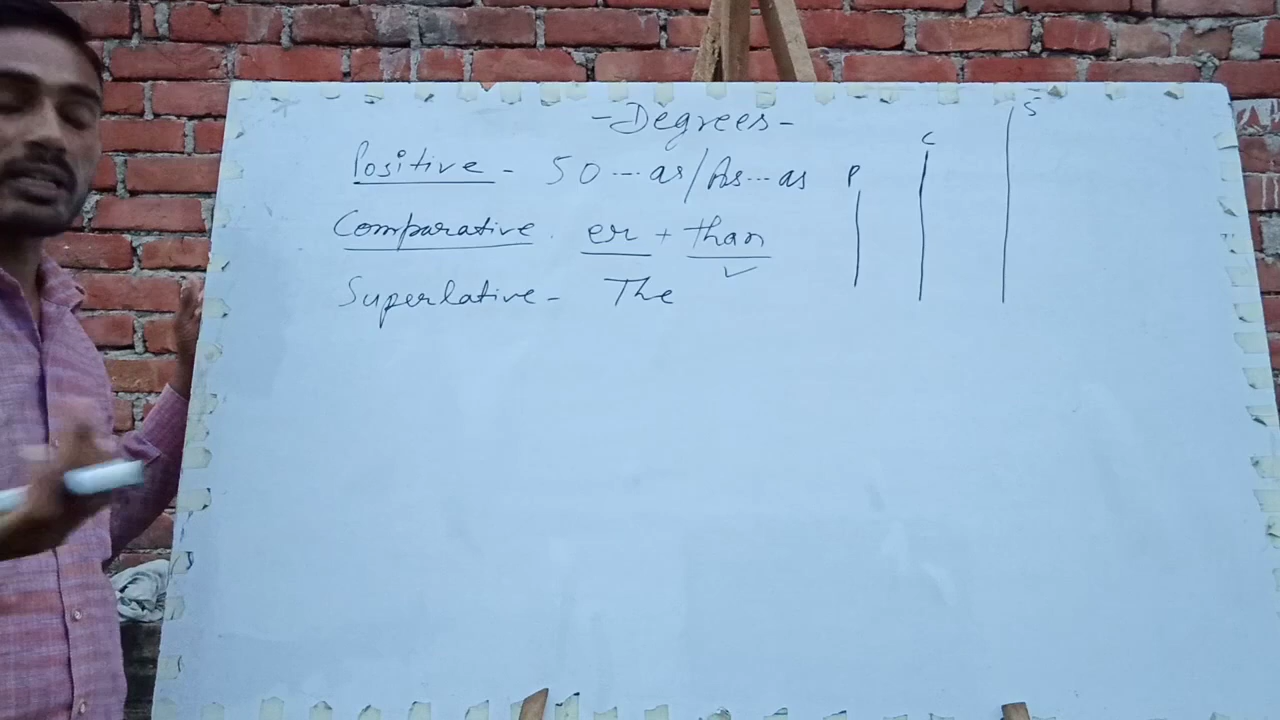 -Degrees-
Positive - SO ... as/As... as
Comparative. er + than
Superlative - The
P
C
S